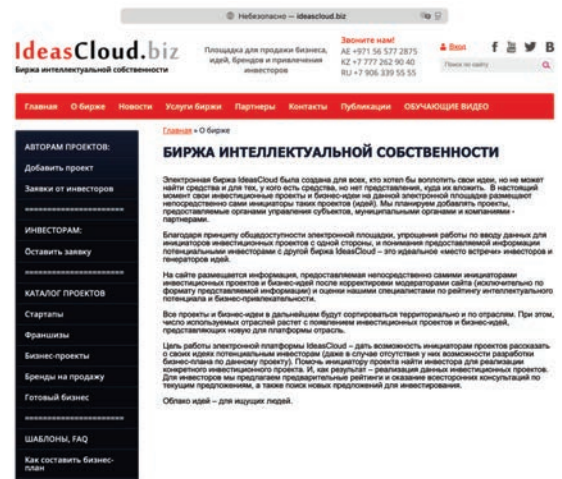 Небезопасно — ideascloud.biz
IdeasCloud.biz
Биржа интеллектуальной собственности
Площадка для продажи бизнеса,
идей, брендов и привлечения
инвесторов
Звоните нам!
AE +971 56 577 2875
KZ +7 777 262 90 40
RU +7 906 339 55 55
Вход
Поиск по сайту
Главная О бирже Новости Услуги биржи Партнеры Контакты Публикации ОБУЧАЮЩИЕ ВИДЕО
АВТОРАМ ПРОЕКТОВ:
Добавить проект
Заявки от инвесторов
=======================
ИНВЕСТОРАМ:
Оставить заявку
=======================
КАТАЛОГ ПРОЕКТОВ
Стартапы
Франшизы
Бизнес-проекты
Бренды на продажу
Готовый бизнес
=======================
ШАБЛОНЫ, FAQ
Как составить бизнес-
план
Главная » О бирже
БИРЖА ИНТЕЛЛЕКТУАЛЬНОЙ СОБСТВЕННОСТИ
Электронная биржа IdeasCloud была создана для всех, кто хотел бы воплотить свои идеи, но не может
найти средства и для тех, у кого есть средства, но нет представления, куда их вложить. В настоящий
момент свои инвестиционные проекты и бизнес-идеи на данной электронной площадке размещают
непосредственно сами инициаторы таких проектов (идей). Мы планируем добавлять проекты,
предоставляемые органами управления субъектов, муниципальными органами и компаниями -
партнерами.
Благодаря принципу общедоступности электронной площадки, упрощения работы по вводу данных для
инициаторов инвестиционных проектов с одной стороны, и понимания предоставляемой информации
потенциальными инвесторами с другой биржа IdeasCloud – это идеальное «место встречи» инвесторов и
генераторов идей.
На сайте размещается информация, предоставляемая непосредственно самими инициаторами
инвестиционных проектов и бизнес-идей после корректировки модераторами сайта (исключительно по
формату представляемой информации) и оценки нашими специалистами по рейтингу интеллектуального
потенциала и бизнес-привлекательности.
Все проекты и бизнес-идеи в дальнейшем будут сортироваться территориально и по отраслям. При этом,
число используемых отраслей растет с появлением инвестиционных проектов и бизнес-идей,
представляющих новую для платформы отрасль.
Цель работы электронной платформы IdeasCloud – дать возможность инициаторам проектов рассказать
о своих идеях потенциальным инвесторам (даже в случае отсутствия у них возможности разработки
бизнес-плана по данному проекту). Помочь инициатору проекта найти инвестора для реализации
конкретного инвестиционного проекта. И, как результат – реализация данных инвестиционных проектов.
Для инвесторов мы предлагаем предварительные рейтинги и оказание всесторонних консультаций по
текущим предложениям, а также поиск новых предложений для инвестирования.
Облако идей – для ищущих людей.